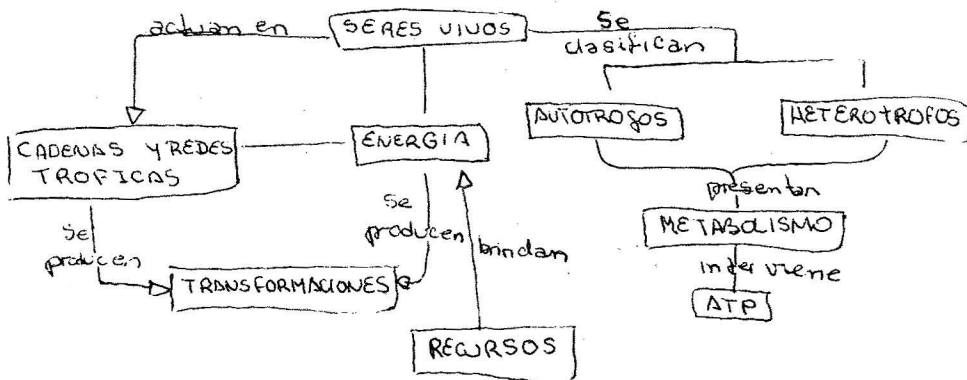 SERES VIVOS
actuan en
Se
clasifican
AUTOTROFOS
HETEROTROFOS
CADENAS Y REDES
TROFICAS
ENERGIA
presentan
Se
producen
Se
producen
brindan
METABOLISMO
interviene
TRANSFORMACIONES
ATP
RECURSOS